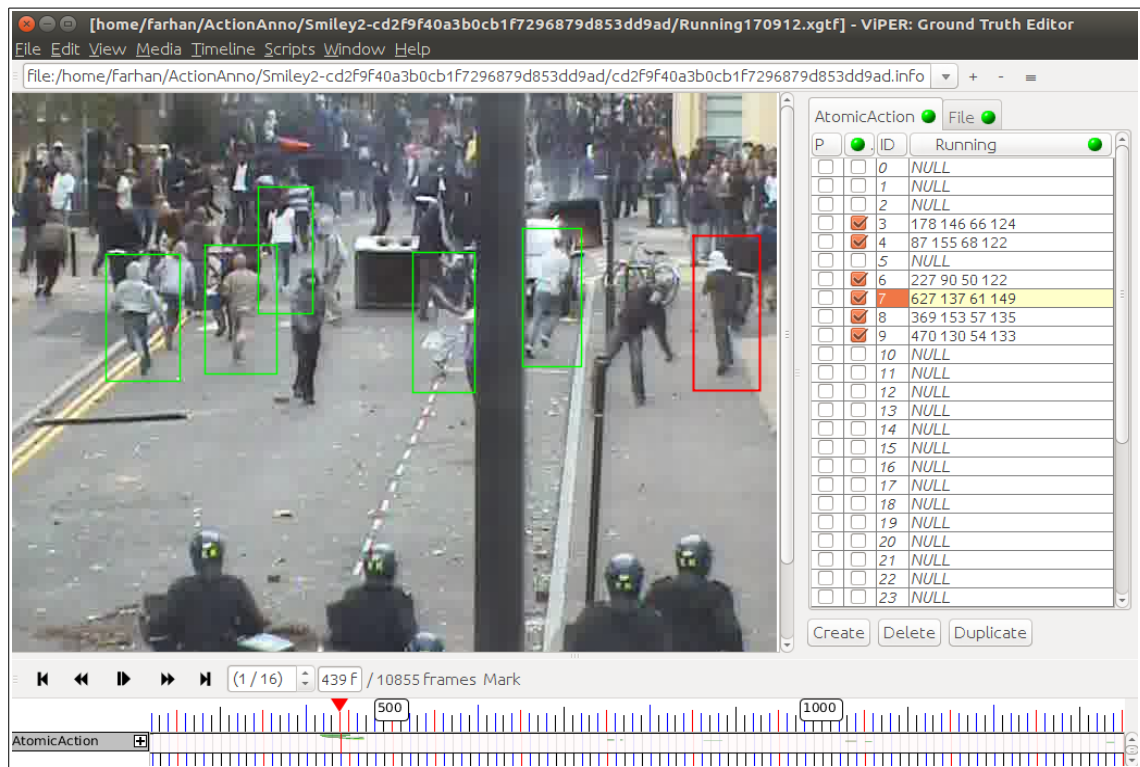 [home/farhan/ActionAnno/Smiley2-cd2f9f40a3b0cb1f7296879d853dd9ad/Running170912.xgtf] - ViPER: Ground Truth Editor
File Edit View Media Timeline Scripts Window Help
file:/home/farhan/ActionAnno/Smiley2-cd2f9f40a3b0cb1f7296879d853dd9ad/cd2f9f40a3b0cb1f7296879d853dd9ad.info + - =
AtomicAction File
P . ID Running
0 NULL
1 NULL
2 NULL
3 178 146 66 124
4 87 155 68 122
5 NULL
6 227 90 50 122
7 627 137 61 149
8 369 153 57 135
9 470 130 54 133
10 NULL
11 NULL
12 NULL
13 NULL
14 NULL
15 NULL
16 NULL
17 NULL
18 NULL
19 NULL
20 NULL
21 NULL
22 NULL
23 NULL
Create Delete Duplicate
(1 / 16) 439 f / 10855 frames Mark
500 1000
AtomicAction